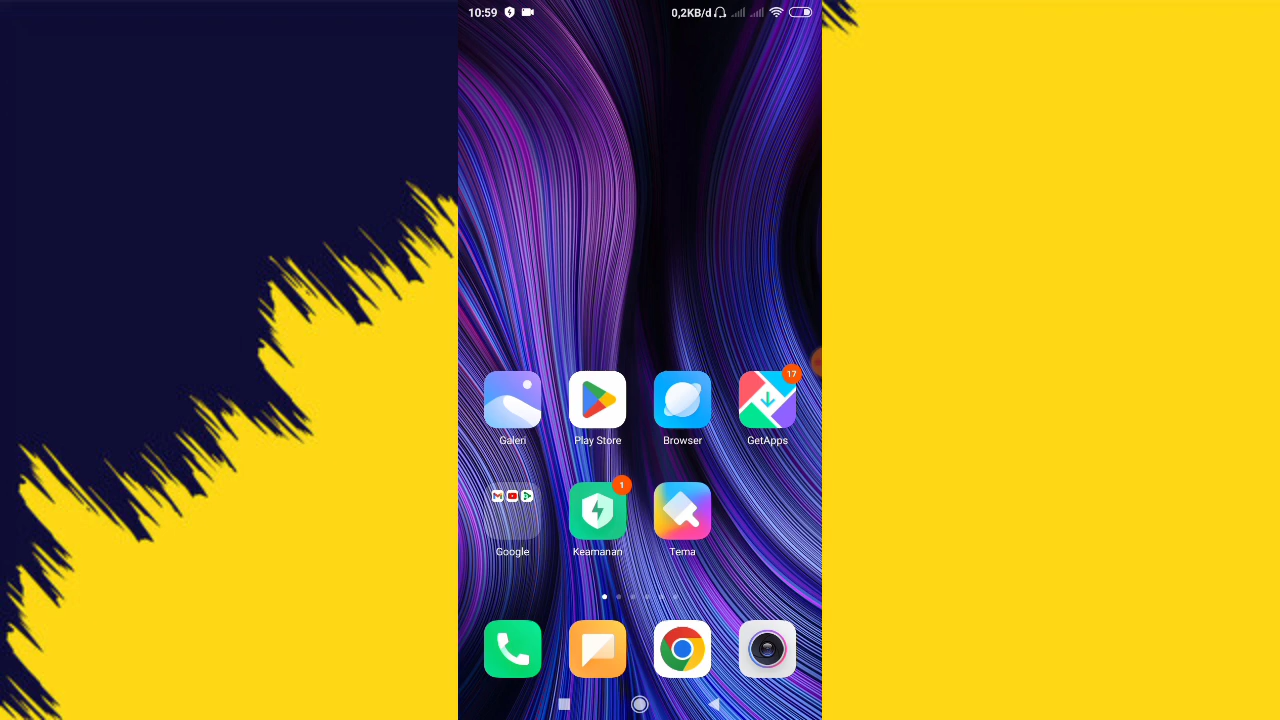 10:59 0,2KB/d
17
Galeri Play Store Browser GetApps
1
Google Keamanan Tema